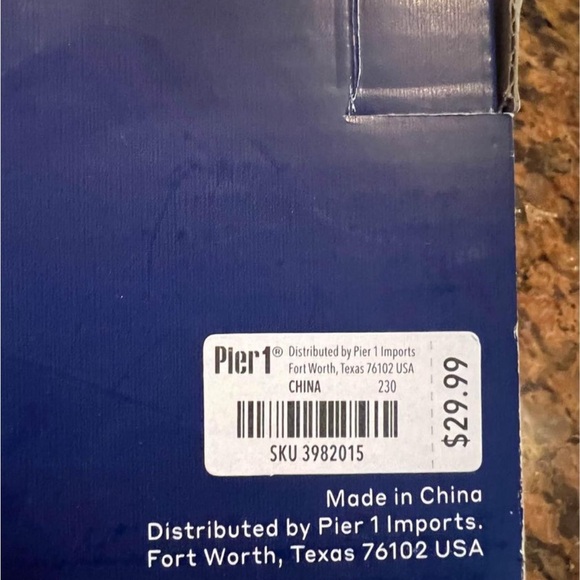 Pier1® Distributed by Pier 1 Imports
Fort Worth, Texas 76102 USA
CHINA 230
SKU 3982015
$29.99
Made in China
Distributed by Pier 1 Imports.
Fort Worth, Texas 76102 USA